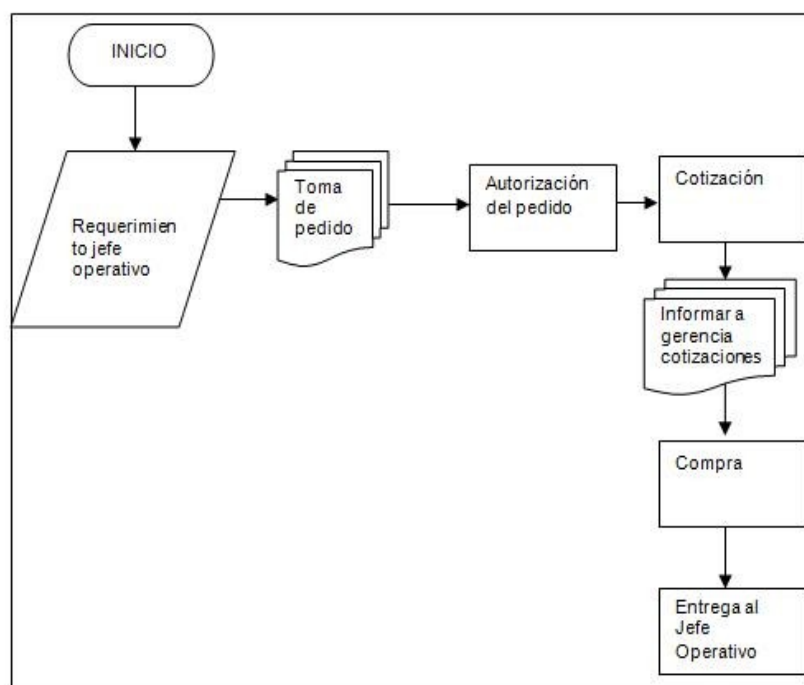 INICIO
Requerimien
to jefe
operativo
Toma
de
pedido
Autorización
del pedido
Cotización
Informar a
gerencia
cotizaciones
Compra
Entrega al
Jefe
Operativo